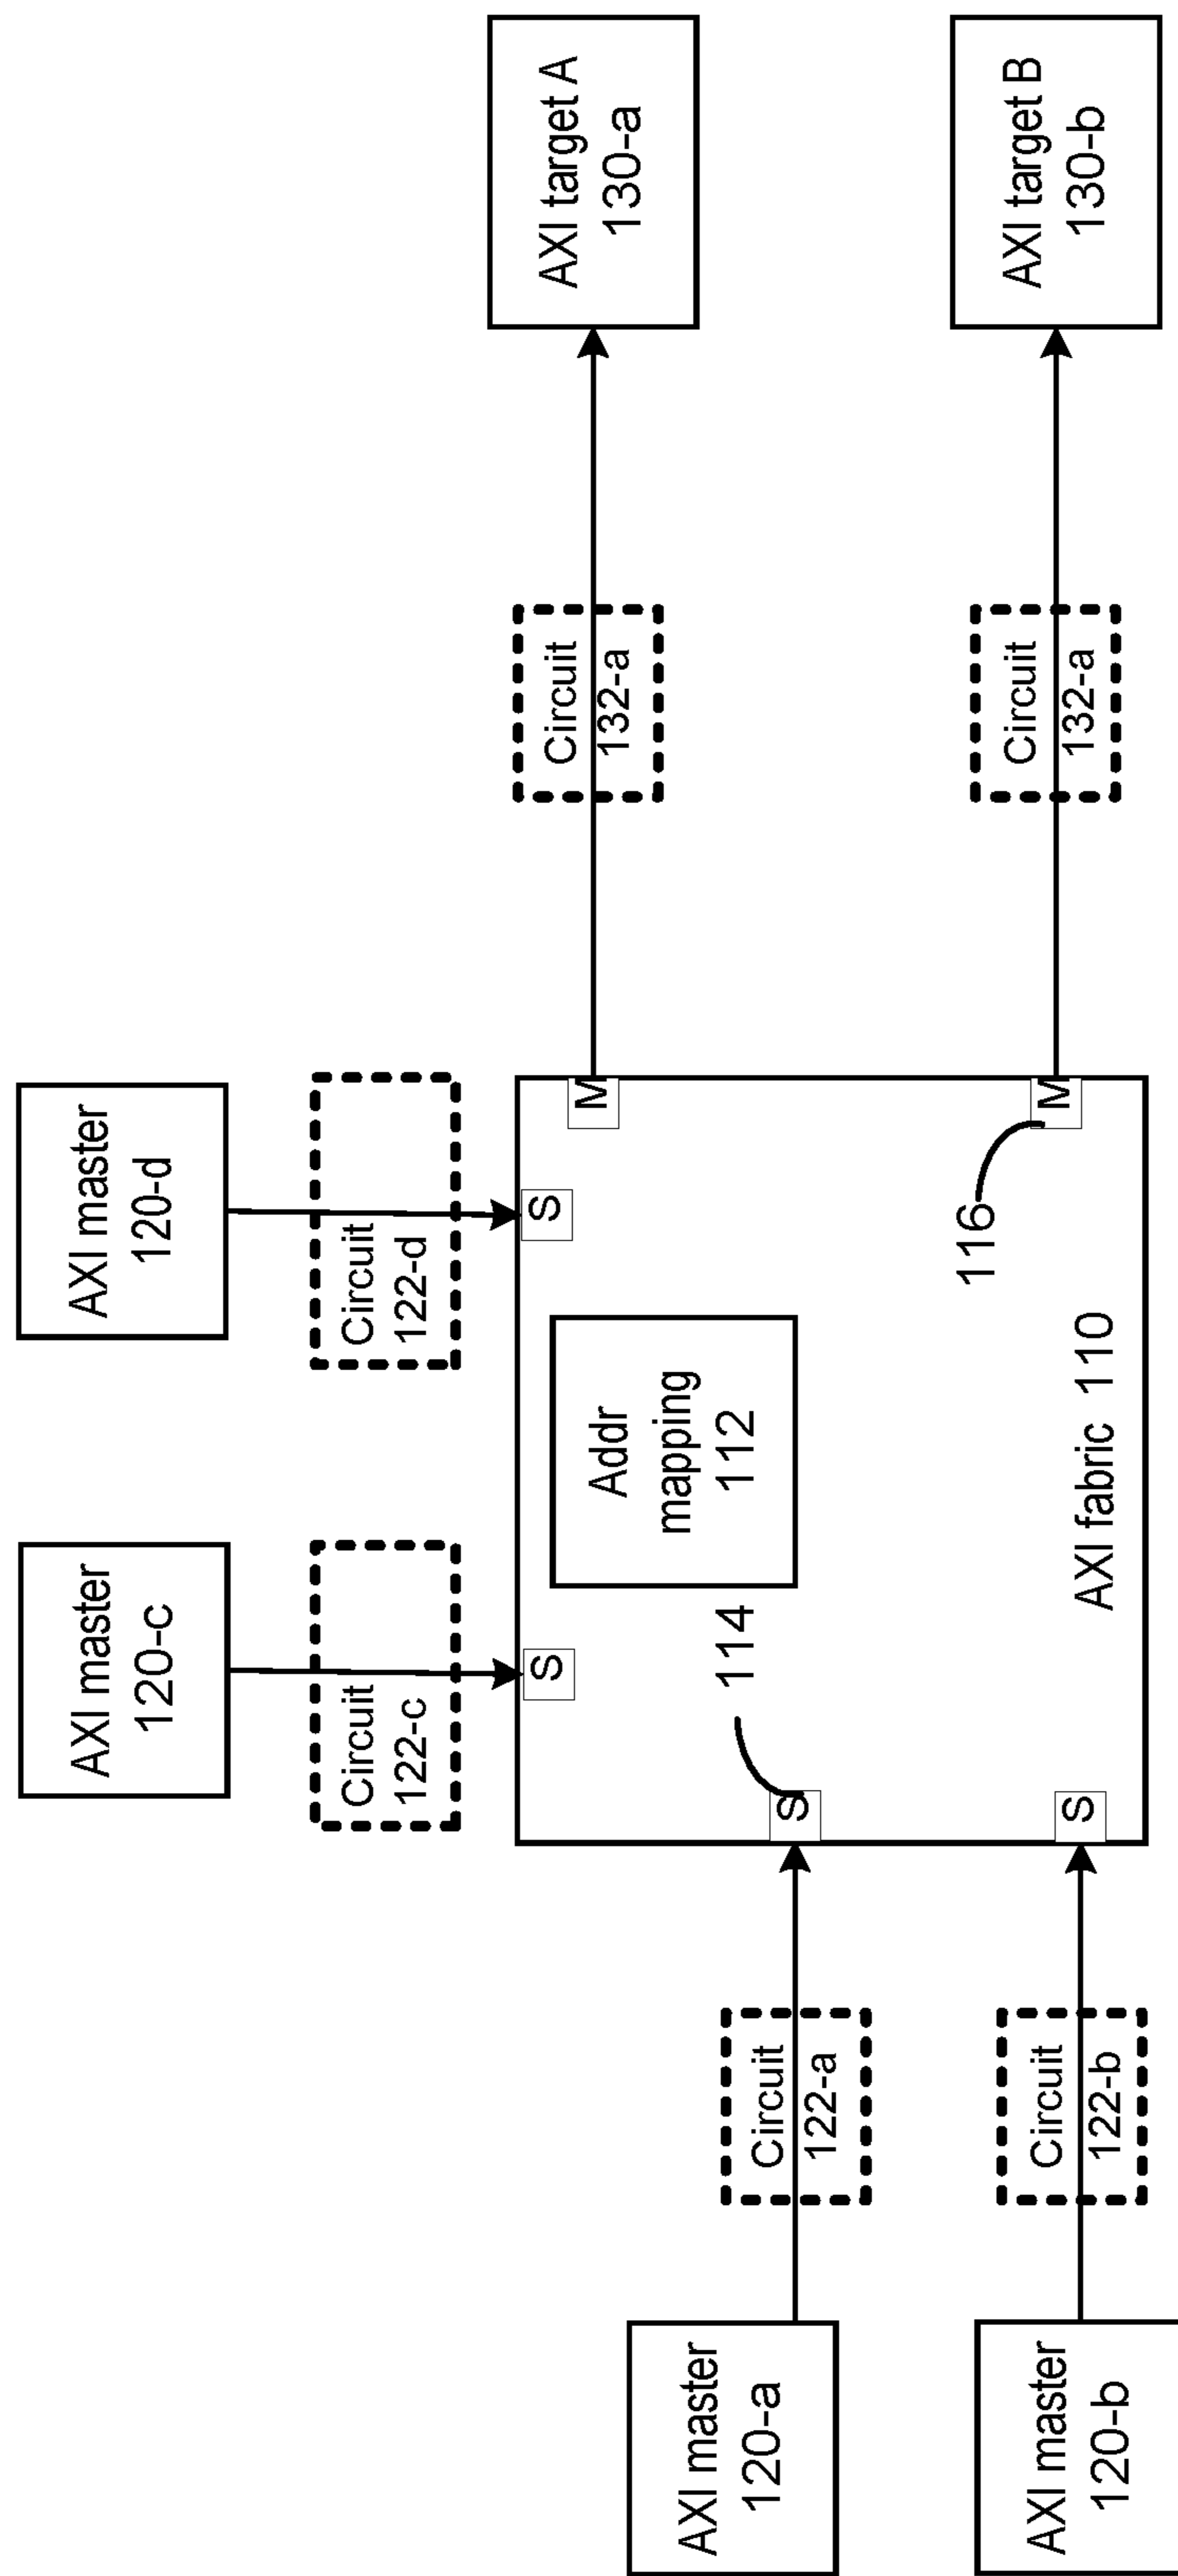 AXI master
120-c
AXI master
120-d
Circuit
122-c
Circuit
122-d
S
S
M
AXI target A
130-a
Circuit
132-a
Addr
mapping
112
114
S
AXI master
120-a
Circuit
122-a
116
M
Circuit
132-a
AXI target B
130-b
AXI master
120-b
Circuit
122-b
S
AXI fabric 110